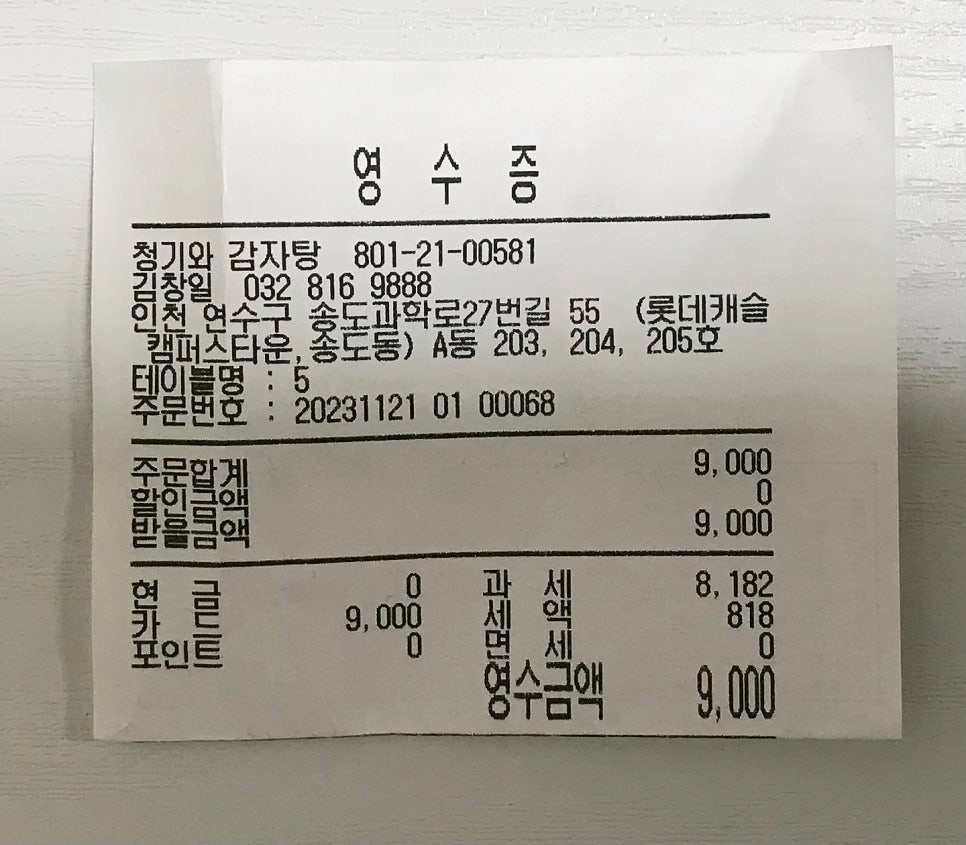 영 수 증
청기와 감자탕 801-21-00581
김창일 032 816 9888
인천 연수구 송도과학로27번길 55 (롯데캐슬
캠퍼스타운,송도동) A동 203, 204, 205호
테이블명 : 5
주문번호 : 20231121 01 00068
주문합계 9,000
할인금액 0
받을금액 9,000
현 금 0 과 세 8,182
카 드 9,000 세 액 818
포인트 0 면 세 0
영수금액 9,000